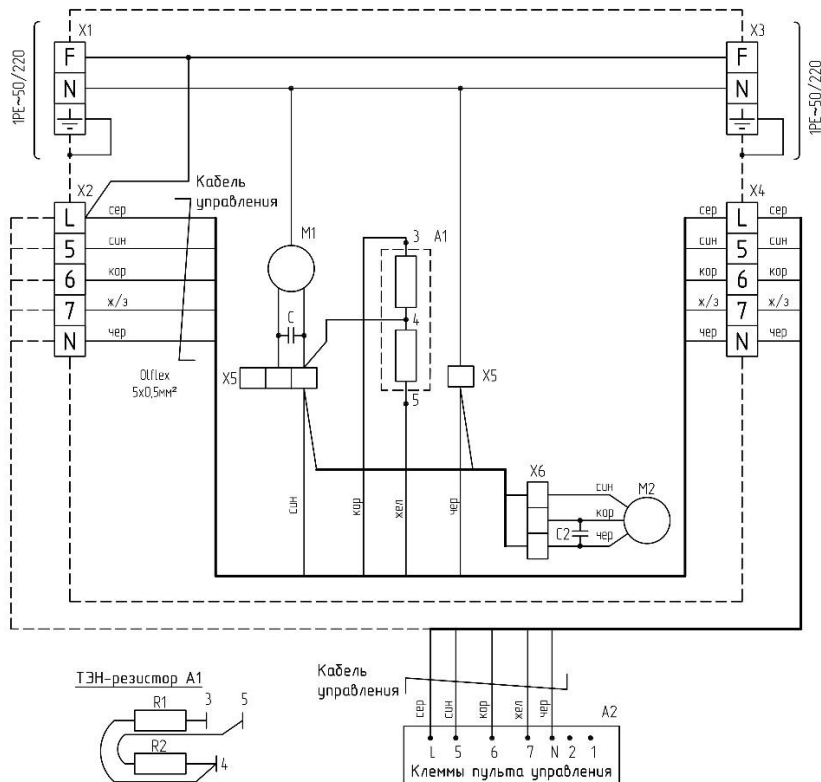 X1
X3
F
F
1PE~50/220
N
N
1PE~50/220
Кабель
управления
X2
X4
L
сер
M1
3
A1
сер
L
сер
5
син
син
5
син
6
кор
кор
6
кор
7
ж/з
C
4
ж/з
7
ж/з
N
чер
чер
N
чер
Olflex
5x0,5мм²
X5
X5
5
X6
син
M2
син
кор
жел
чер
кор
C2
чер
ТЭН-резистор A1
R1
3
5
R2
4
Кабель
управления
сер
син
кор
жел
чер
A2
L
5
6
7
N
2
1
Клеммы пульта управления